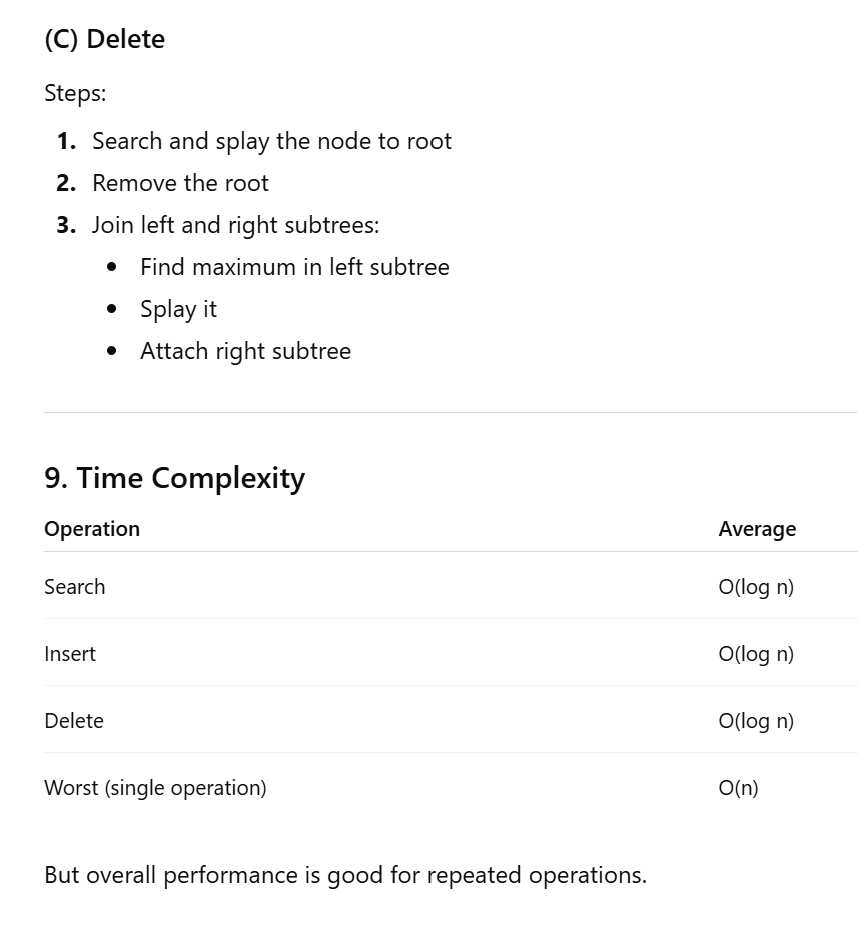 (C) Delete
Steps:
1. Search and splay the node to root
2. Remove the root
3. Join left and right subtrees:
• Find maximum in left subtree
• Splay it
• Attach right subtree
9. Time Complexity
Operation Average
Search O(log n)
Insert O(log n)
Delete O(log n)
Worst (single operation) O(n)
But overall performance is good for repeated operations.